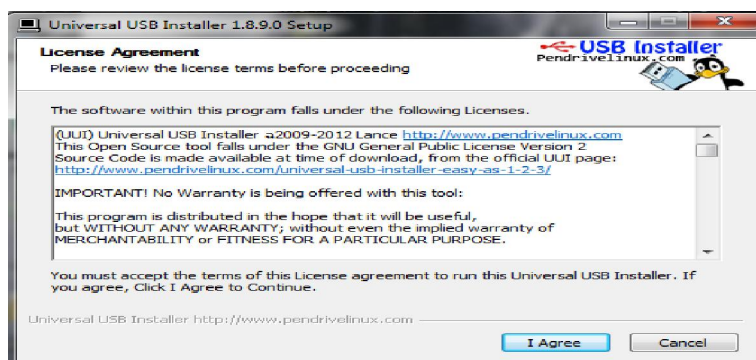 Universal USB Installer 1.8.9.0 Setup
License Agreement
Please review the license terms before proceeding
USB Installer
Pendrivelinux.com
The software within this program falls under the following Licenses.
(UUI) Universal USB Installer a2009-2012 Lance http://www.pendrivelinux.com
This Open Source tool falls under the GNU General Public License Version 2
Source Code is made available at time of download, from the official UUI page:
http://www.pendrivelinux.com/universal-usb-installer-easy-as-1-2-3/
IMPORTANT! No Warranty is being offered with this tool:
This program is distributed in the hope that it will be useful,
but WITHOUT ANY WARRANTY; without even the implied warranty of
MERCHANTABILITY or FITNESS FOR A PARTICULAR PURPOSE.
You must accept the terms of this License agreement to run this Universal USB Installer. If
you agree, Click I Agree to Continue.
Universal USB Installer http://www.pendrivelinux.com
I Agree
Cancel